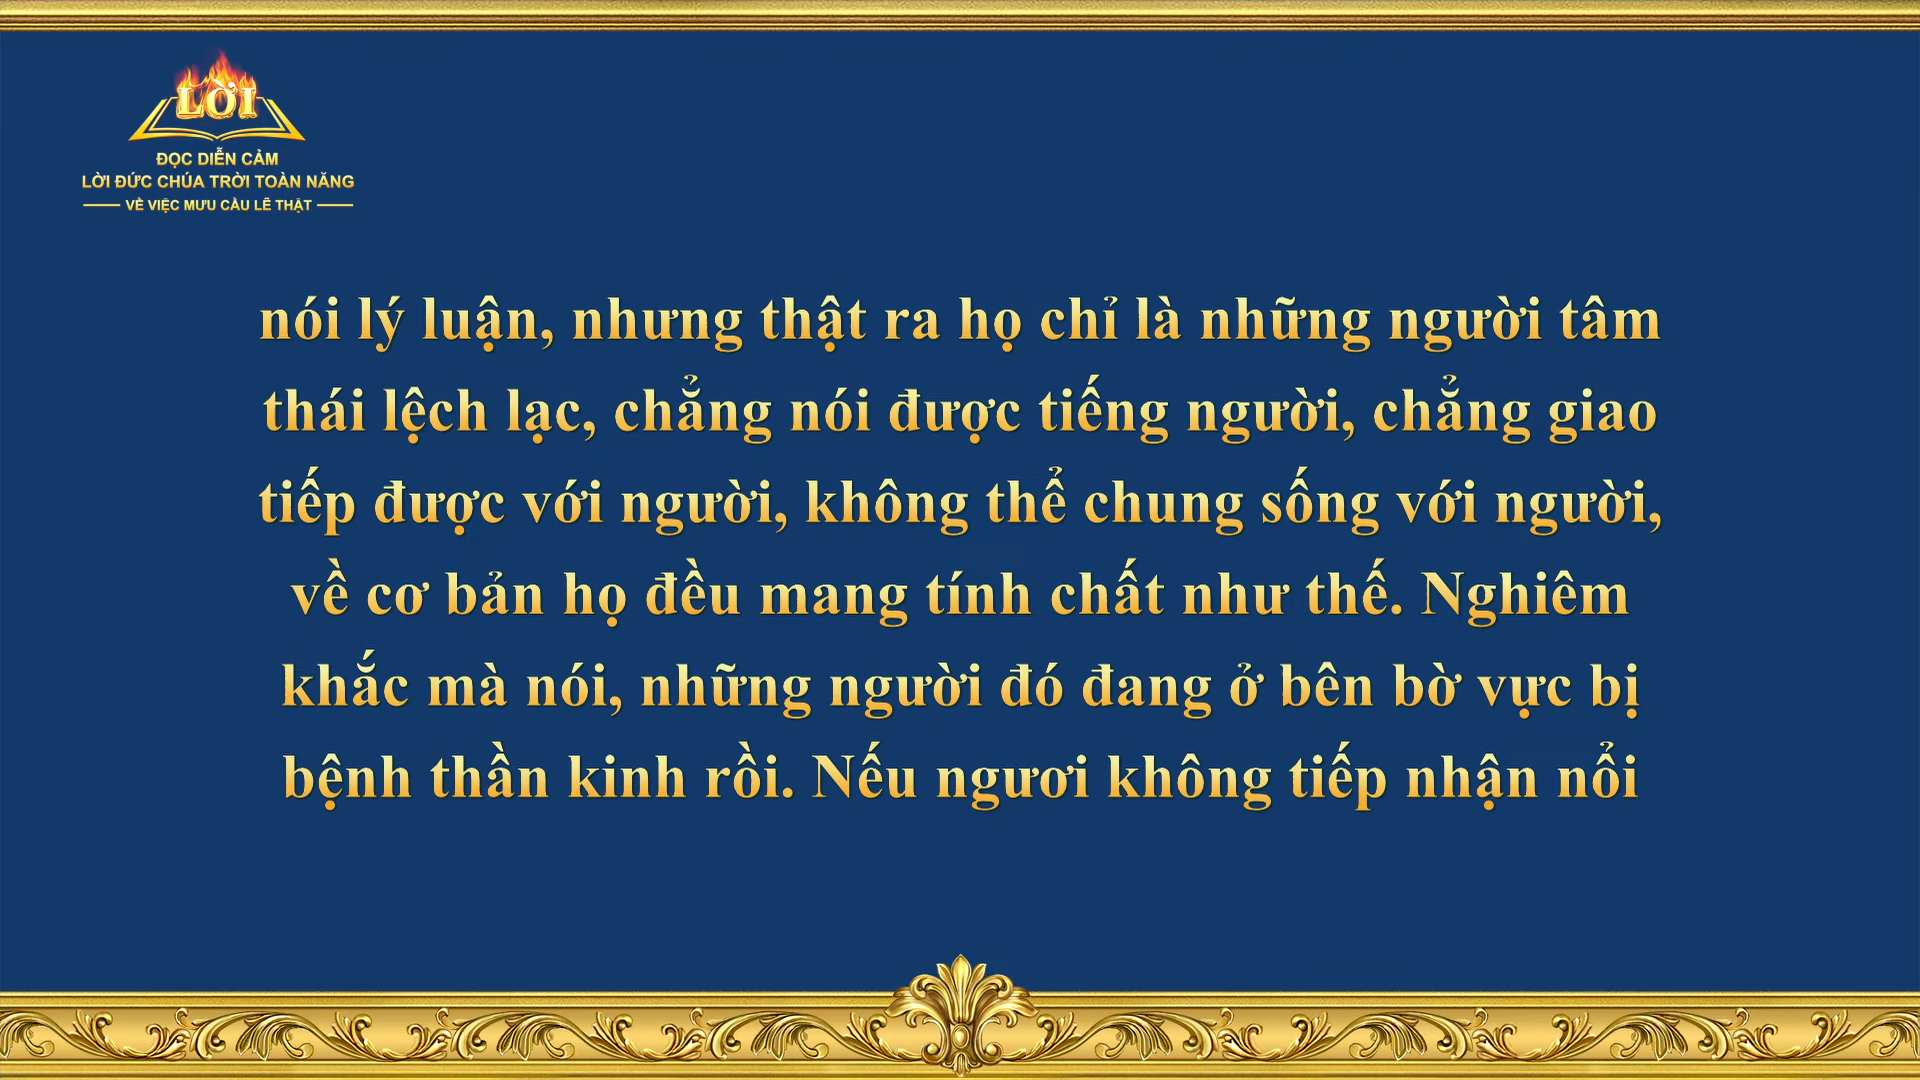 LỜI
ĐỌC DIỄN CẢM
LỜI ĐỨC CHÚA TRỜI TOÀN NĂNG
VỀ VIỆC MƯU CẦU LẼ THẬT
nói lý luận, nhưng thật ra họ chỉ là những người tâm
thái lệch lạc, chẳng nói được tiếng người, chẳng giao
tiếp được với người, không thể chung sống với người,
về cơ bản họ đều mang tính chất như thế. Nghiêm
khắc mà nói, những người đó đang ở bên bờ vực bị
bệnh thần kinh rồi. Nếu ngươi không tiếp nhận nổi